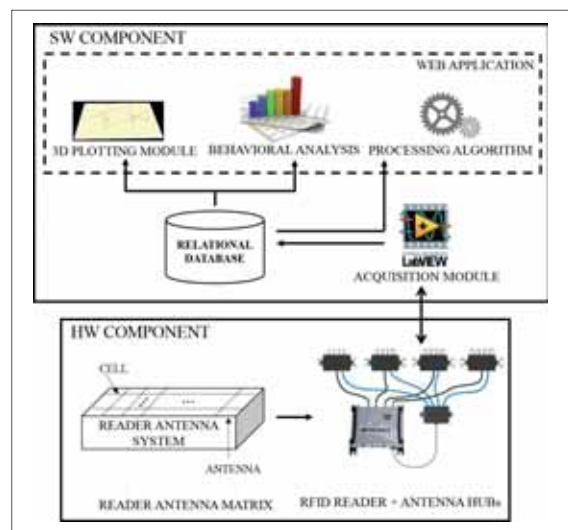 SW COMPONENT
WEB APPLICATION
3D PLOTTING MODULE
BEHAVIORAL ANALYSIS
PROCESSING ALGORITHM
RELATIONAL
DATABASE
LabVIEW
ACQUISITION MODULE
HW COMPONENT
CELL
...
...
READER ANTENNA
SYSTEM
ANTENNA
READER ANTENNA MATRIX
RFID READER + ANTENNA HUBs